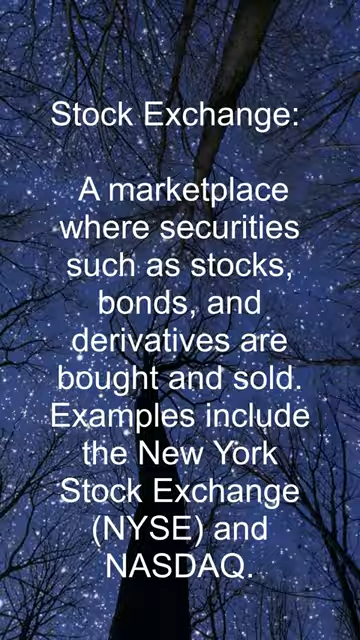 Stock Exchange:
A marketplace
where securities
such as stocks,
bonds, and
derivatives are
bought and sold.
Examples include
the New York
Stock Exchange
(NYSE) and
NASDAQ.